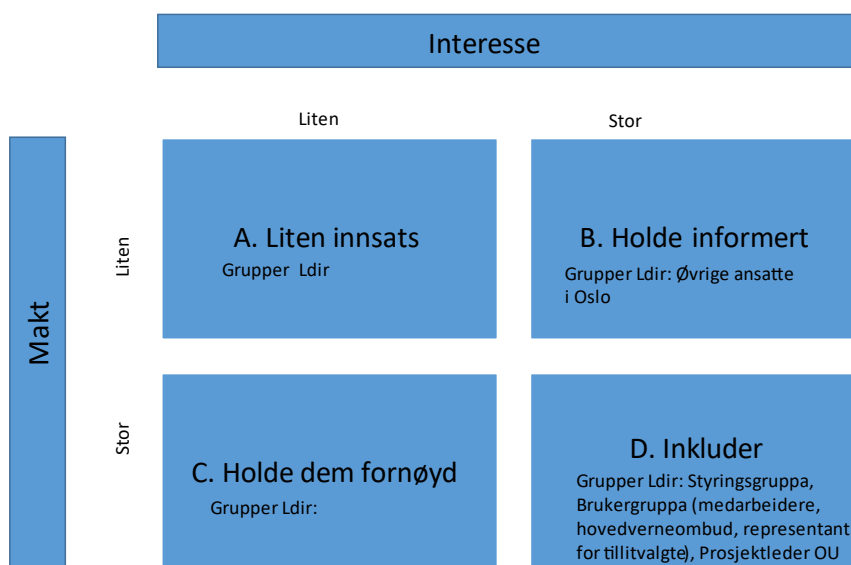 Interesse
Liten
Stor
Makt
Liten
A. Liten innsats
Grupper Ldir
B. Holde informert
Grupper Ldir: Øvrige ansatte
i Oslo
Stor
C. Holde dem fornøyd
Grupper Ldir:
D. Inkluder
Grupper Ldir: Styringsgruppa,
Brukergruppa (medarbeidere,
hovedverneombud, representant
for tillitvalgte), Prosjektleder OU